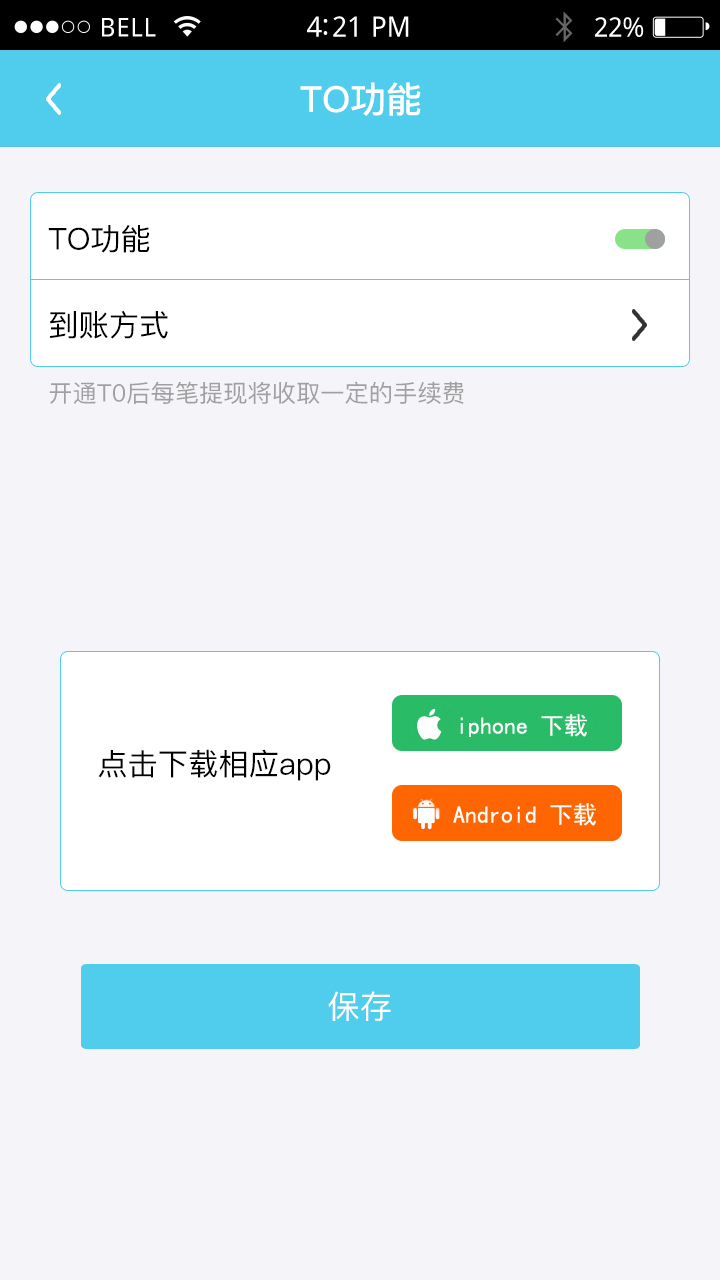 BELL 4:21 PM 22%
TO功能
TO功能
到账方式
开通T0后每笔提现将收取一定的手续费
点击下载相应app
iphone 下载
Android 下载
保存